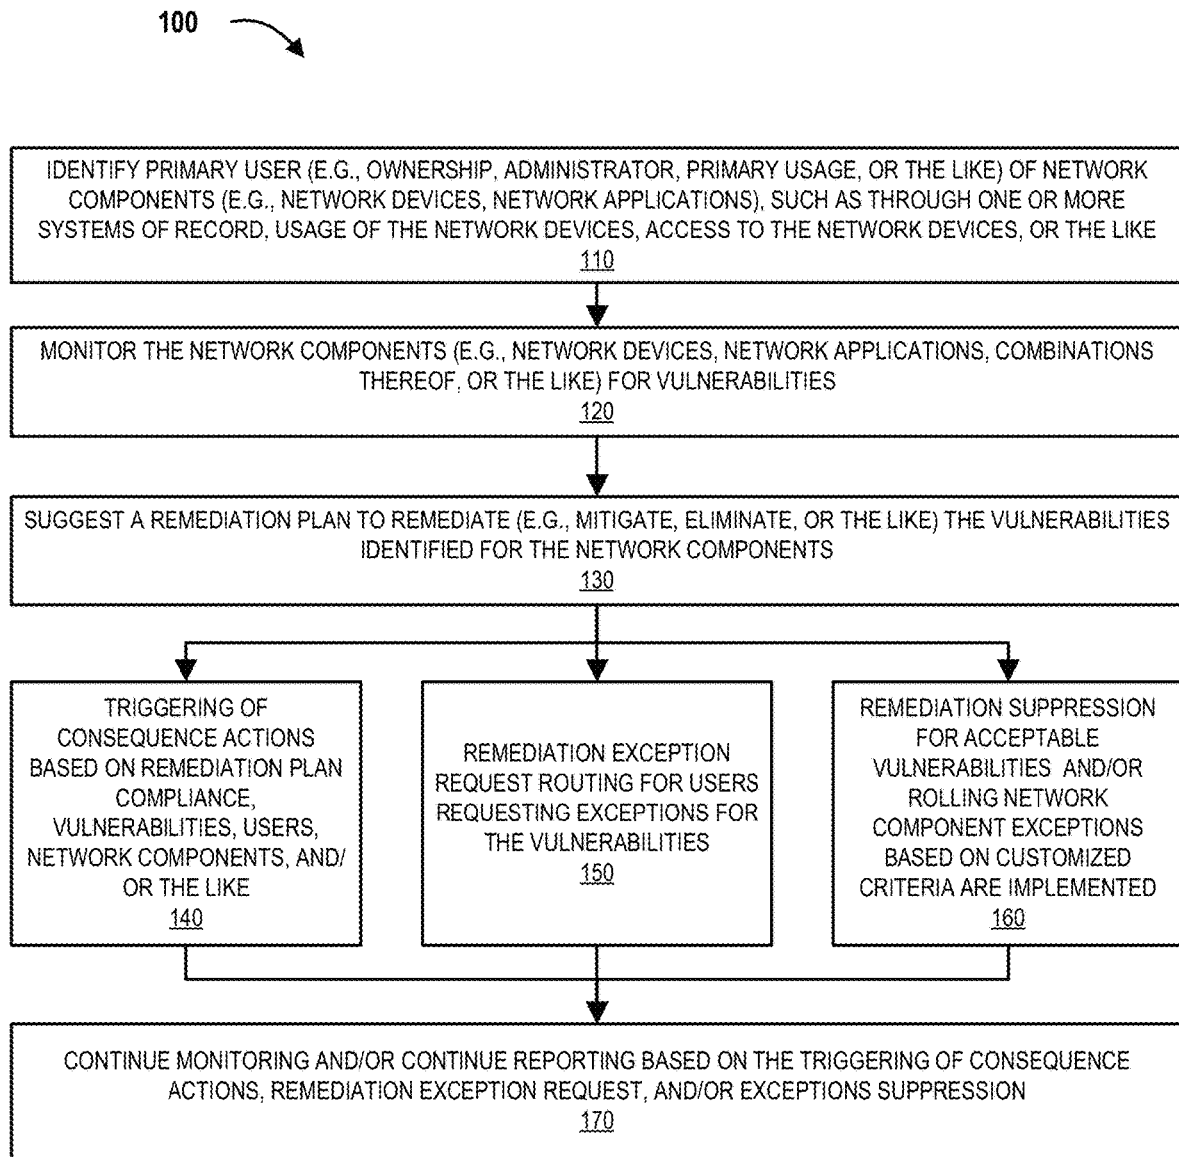 100
IDENTIFY PRIMARY USER (E.G., OWNERSHIP, ADMINISTRATOR, PRIMARY USAGE, OR THE LIKE) OF NETWORK
COMPONENTS (E.G., NETWORK DEVICES, NETWORK APPLICATIONS), SUCH AS THROUGH ONE OR MORE
SYSTEMS OF RECORD, USAGE OF THE NETWORK DEVICES, ACCESS TO THE NETWORK DEVICES, OR THE LIKE
110
MONITOR THE NETWORK COMPONENTS (E.G., NETWORK DEVICES, NETWORK APPLICATIONS, COMBINATIONS
THEREOF, OR THE LIKE) FOR VULNERABILITIES
120
SUGGEST A REMEDIATION PLAN TO REMEDIATE (E.G., MITIGATE, ELIMINATE, OR THE LIKE) THE VULNERABILITIES
IDENTIFIED FOR THE NETWORK COMPONENTS
130
TRIGGERING OF
CONSEQUENCE ACTIONS
BASED ON REMEDIATION PLAN
COMPLIANCE,
VULNERABILITIES, USERS,
NETWORK COMPONENTS, AND/
OR THE LIKE
140
REMEDIATION EXCEPTION
REQUEST ROUTING FOR USERS
REQUESTING EXCEPTIONS FOR
THE VULNERABILITIES
150
REMEDIATION SUPPRESSION
FOR ACCEPTABLE
VULNERABILITIES AND/OR
ROLLING NETWORK
COMPONENT EXCEPTIONS
BASED ON CUSTOMIZED
CRITERIA ARE IMPLEMENTED
160
CONTINUE MONITORING AND/OR CONTINUE REPORTING BASED ON THE TRIGGERING OF CONSEQUENCE
ACTIONS, REMEDIATION EXCEPTION REQUEST, AND/OR EXCEPTIONS SUPPRESSION
170